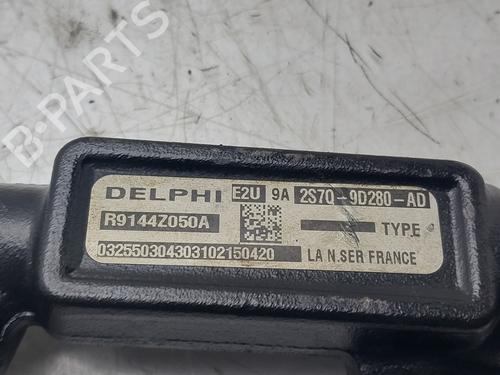 B-PARTS
DELPHI E2U 9A 2S7Q-9D280-AD
R9144Z050A TYPE
032550304303102150420 LA N.SER FRANCE